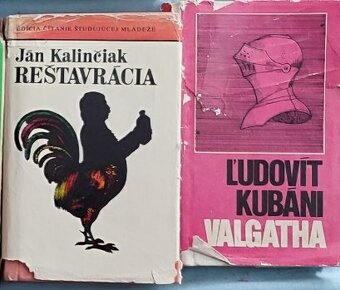 EDÍCIA ČÍTANIE ŠTUDUJÚCEJ MLÁDEŽE
Ján Kalinčiak
REŠTAVRÁCIA
ĽUDOVÍT
KUBÁNI
VALGATHA